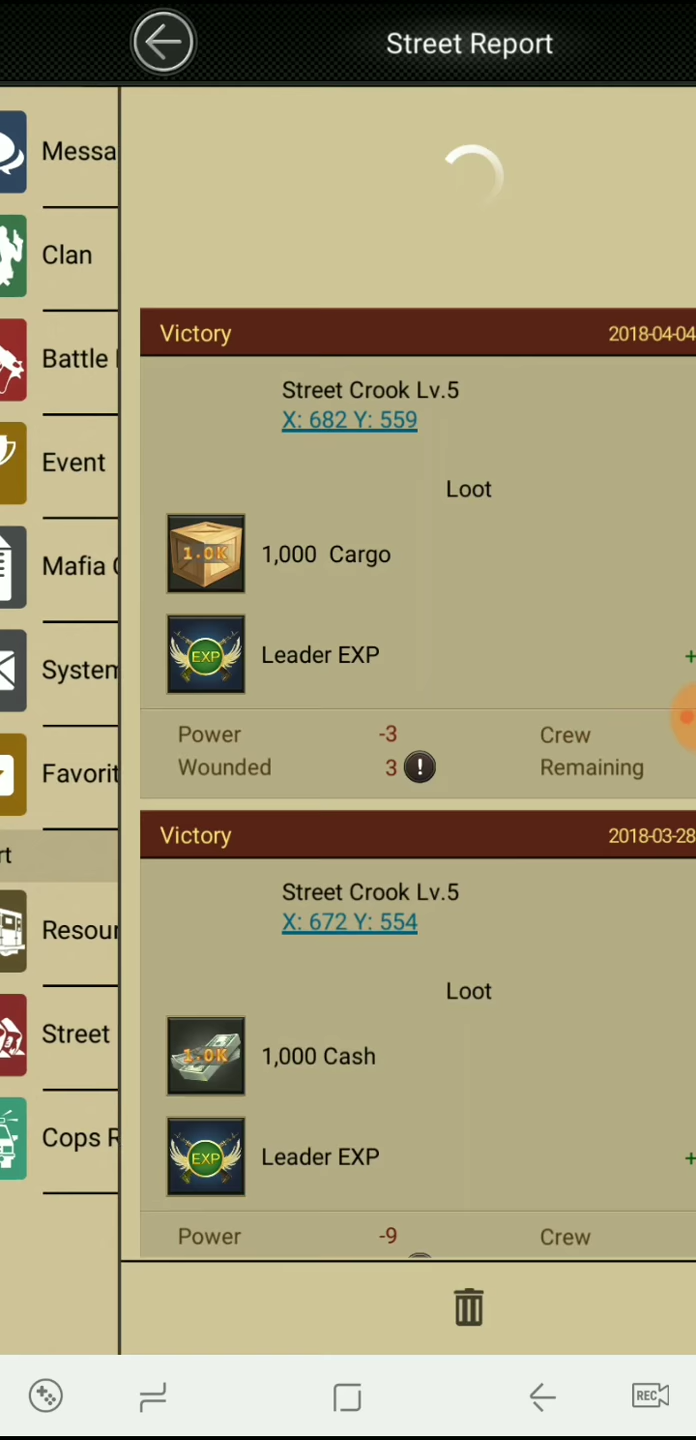 Street Report
Messa
Clan
Battle
Event
Mafia
System
Favorit
rt
Resour
Street
Cops R
Victory 2018-04-04
Street Crook Lv.5
X: 682 Y: 559
Loot
1.0K
1,000 Cargo
EXP
Leader EXP +
Power -3 Crew
Wounded 3 ! Remaining
Victory 2018-03-28
Street Crook Lv.5
X: 672 Y: 554
Loot
1.0K
1,000 Cash
EXP
Leader EXP +
Power -9 Crew
REC